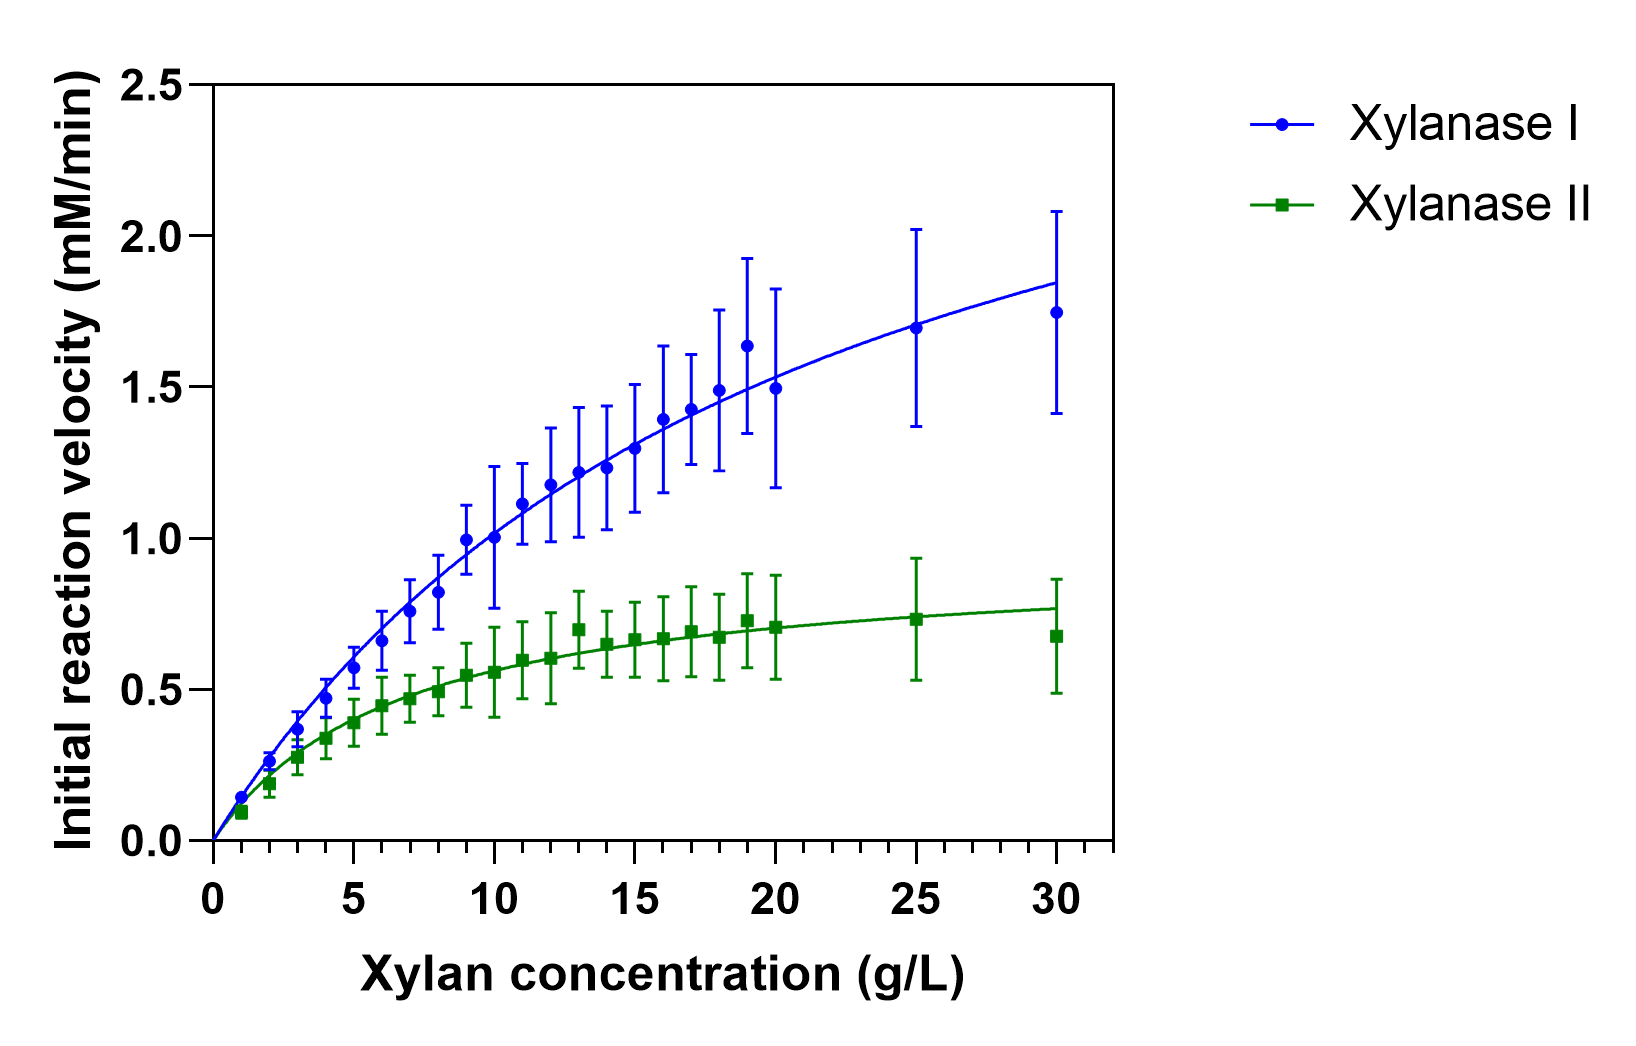 Initial reaction velocity (mM/min)
2.5
2.0
1.5
1.0
0.5
0.0
0 5 10 15 20 25 30
Xylan concentration (g/L)
Xylanase I
Xylanase II